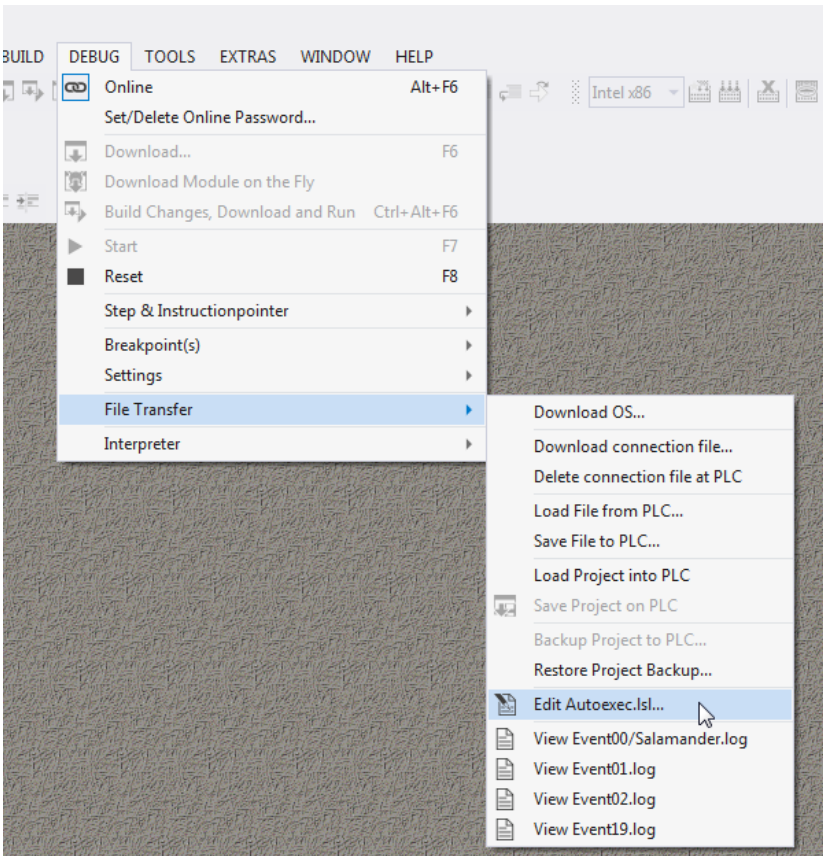 BUILD DEBUG TOOLS EXTRAS WINDOW HELP
Online Alt+F6
Intel x86
Set/Delete Online Password...
Download... F6
Download Module on the Fly
Build Changes, Download and Run Ctrl+Alt+F6
Start F7
Reset F8
Step & Instructionpointer
Breakpoint(s)
Settings
File Transfer
Interpreter
Download OS...
Download connection file...
Delete connection file at PLC
Load File from PLC...
Save File to PLC...
Load Project into PLC
Save Project on PLC
Backup Project to PLC...
Restore Project Backup...
Edit Autoexec.lsl...
View Event00/Salamander.log
View Event01.log
View Event02.log
View Event19.log